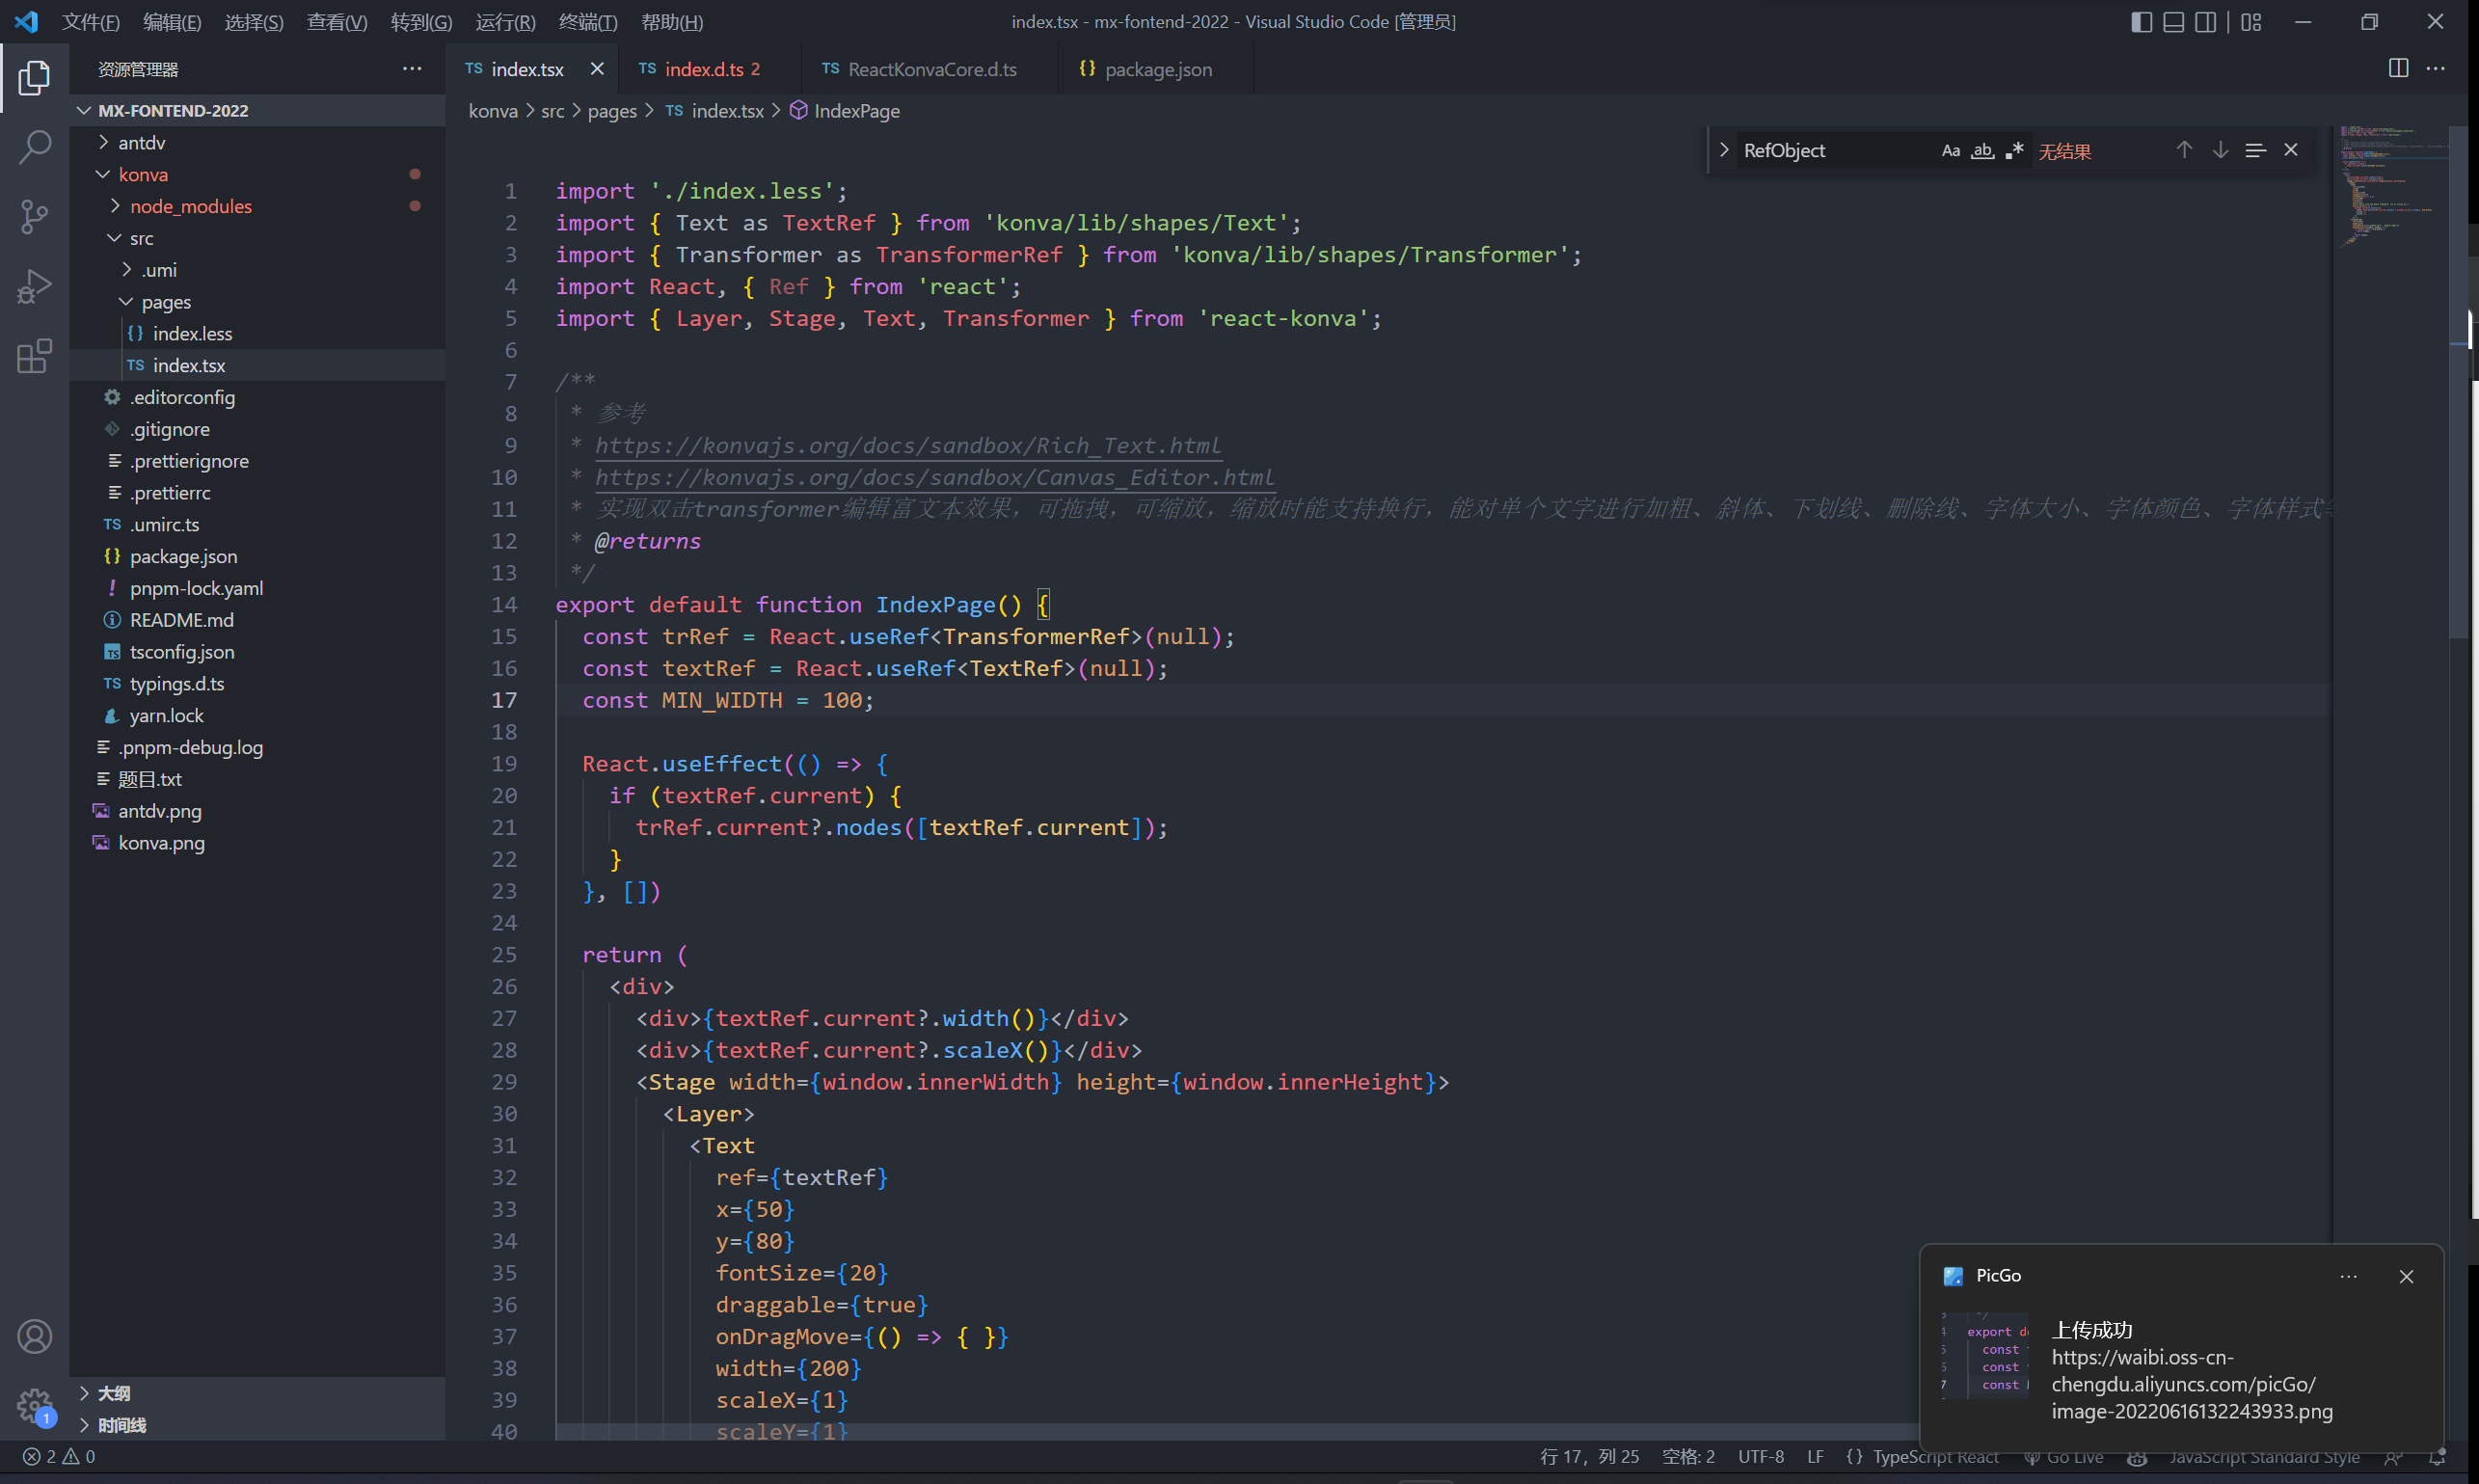 文件(F) 编辑(E) 选择(S) 查看(V) 转到(G) 运行(R) 终端(T) 帮助(H)
index.tsx - mx-fontend-2022 - Visual Studio Code [管理员]
资源管理器
TS index.tsx
TS index.d.ts 2
TS ReactKonvaCore.d.ts
{} package.json
MX-FONTEND-2022
antdv
konva
node_modules
src
.umi
pages
{} index.less
TS index.tsx
.editorconfig
.gitignore
.prettierignore
.prettierrc
TS .umirc.ts
{} package.json
! pnpm-lock.yaml
README.md
TS tsconfig.json
TS typings.d.ts
yarn.lock
.pnpm-debug.log
题目.txt
antdv.png
konva.png
大纲
时间线
1
konva > src > pages > TS index.tsx > IndexPage
RefObject Aa ab .* 无结果
1 import './index.less';
2 import { Text as TextRef } from 'konva/lib/shapes/Text';
3 import { Transformer as TransformerRef } from 'konva/lib/shapes/Transformer';
4 import React, { Ref } from 'react';
5 import { Layer, Stage, Text, Transformer } from 'react-konva';
6
7 /**
8 * 参考
9 * https://konvajs.org/docs/sandbox/Rich_Text.html
10 * https://konvajs.org/docs/sandbox/Canvas_Editor.html
11 * 实现双击transformer编辑富文本效果，可拖拽，可缩放，缩放时能支持换行，能对单个文字进行加粗、斜体、下划线、删除线、字体大小、字体颜色、字体样式
12 * @returns
13 */
14 export default function IndexPage() {
15 const trRef = React.useRef<TransformerRef>(null);
16 const textRef = React.useRef<TextRef>(null);
17 const MIN_WIDTH = 100;
18
19 React.useEffect(() => {
20 if (textRef.current) {
21 trRef.current?.nodes([textRef.current]);
22 }
23 }, [])
24
25 return (
26 <div>
27 <div>{textRef.current?.width()}</div>
28 <div>{textRef.current?.scaleX()}</div>
29 <Stage width={window.innerWidth} height={window.innerHeight}>
30 <Layer>
31 <Text
32 ref={textRef}
33 x={50}
34 y={80}
35 fontSize={20}
36 draggable={true}
37 onDragMove={() => { }}
38 width={200}
39 scaleX={1}
40 scaleY={1}
PicGo
export d
const
const
7 const
上传成功
https://waibi.oss-cn-
chengdu.aliyuncs.com/picGo/
image-20220616132243933.png
2 0
行 17，列 25 空格: 2 UTF-8 LF {} TypeScript React Go Live JavaScript Standard Style